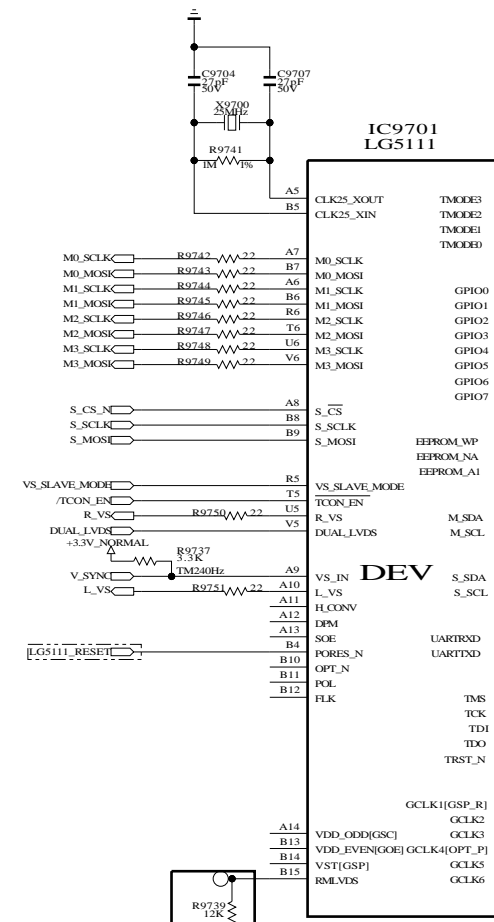 C9704
27pF
50V
C9707
27pF
50V
X9700
25MHz
R9741
1M
1%
IC9701
LG5111
A5
CLK25_XOUT
TMODE3
B5
CLK25_XIN
TMODE2
TMODE1
TMODE0
M0_SCLK
R9742
22
A7
M0_SCLK
M0_MOSI
R9743
22
B7
M0_MOSI
M1_SCLK
R9744
22
A6
M1_SCLK
GPIO0
M1_MOSI
R9745
22
B6
M1_MOSI
GPIO1
M2_SCLK
R9746
22
R6
M2_SCLK
GPIO2
M2_MOSI
R9747
22
T6
M2_MOSI
GPIO3
M3_SCLK
R9748
22
U6
M3_SCLK
GPIO4
M3_MOSI
R9749
22
V6
M3_MOSI
GPIO5
GPIO6
GPIO7
S_CS_N
A8
S_CS
S_SCLK
B8
S_SCLK
S_MOSI
B9
S_MOSI
EEPROM_WP
EEPROM_NA
EEPROM_A1
VS_SLAVE_MODE
R5
VS_SLAVE_MODE
/TCON_EN
T5
TCON_EN
R_VS
R9750
22
U5
R_VS
M_SDA
DUAL_LVDS
V5
DUAL_LVDS
M_SCL
+3.3V_NORMAL
R9737
3.3K
TM240Hz
V_SYNC
A9
VS_IN
DEV
S_SDA
L_VS
R9751
22
A10
L_VS
S_SCL
A11
H_CONV
A12
DPM
A13
SOE
UARTRXD
LG5111_RESET
B4
PORES_N
UARTTXD
B10
OPT_N
B11
POL
B12
FLK
TMS
TCK
TDI
TDO
TRST_N
GCLK1[GSP_R]
GCLK2
A14
VDD_ODD[GSC]
GCLK3
B13
VDD_EVEN[GOE]
GCLK4[OPT_P]
B14
VST[GSP]
GCLK5
B15
RMLVDS
GCLK6
R9739
12K